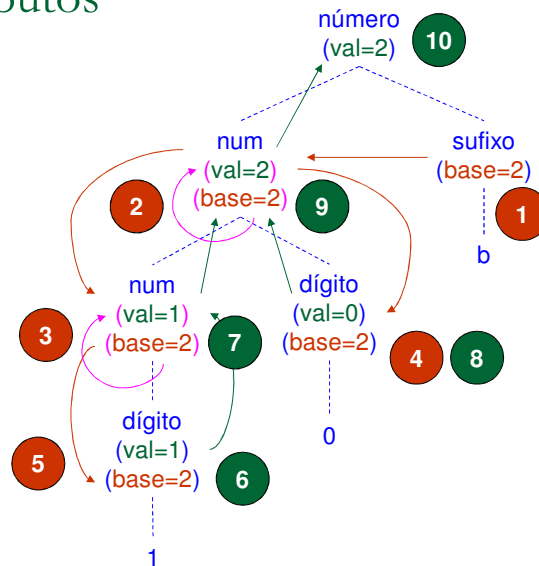 número
(val=2)
10
num
(val=2)
(base=2)
2
9
sufixo
(base=2)
1
b
num
(val=1)
(base=2)
3
7
dígito
(val=0)
(base=2)
4
8
0
dígito
(val=1)
(base=2)
5
6
1